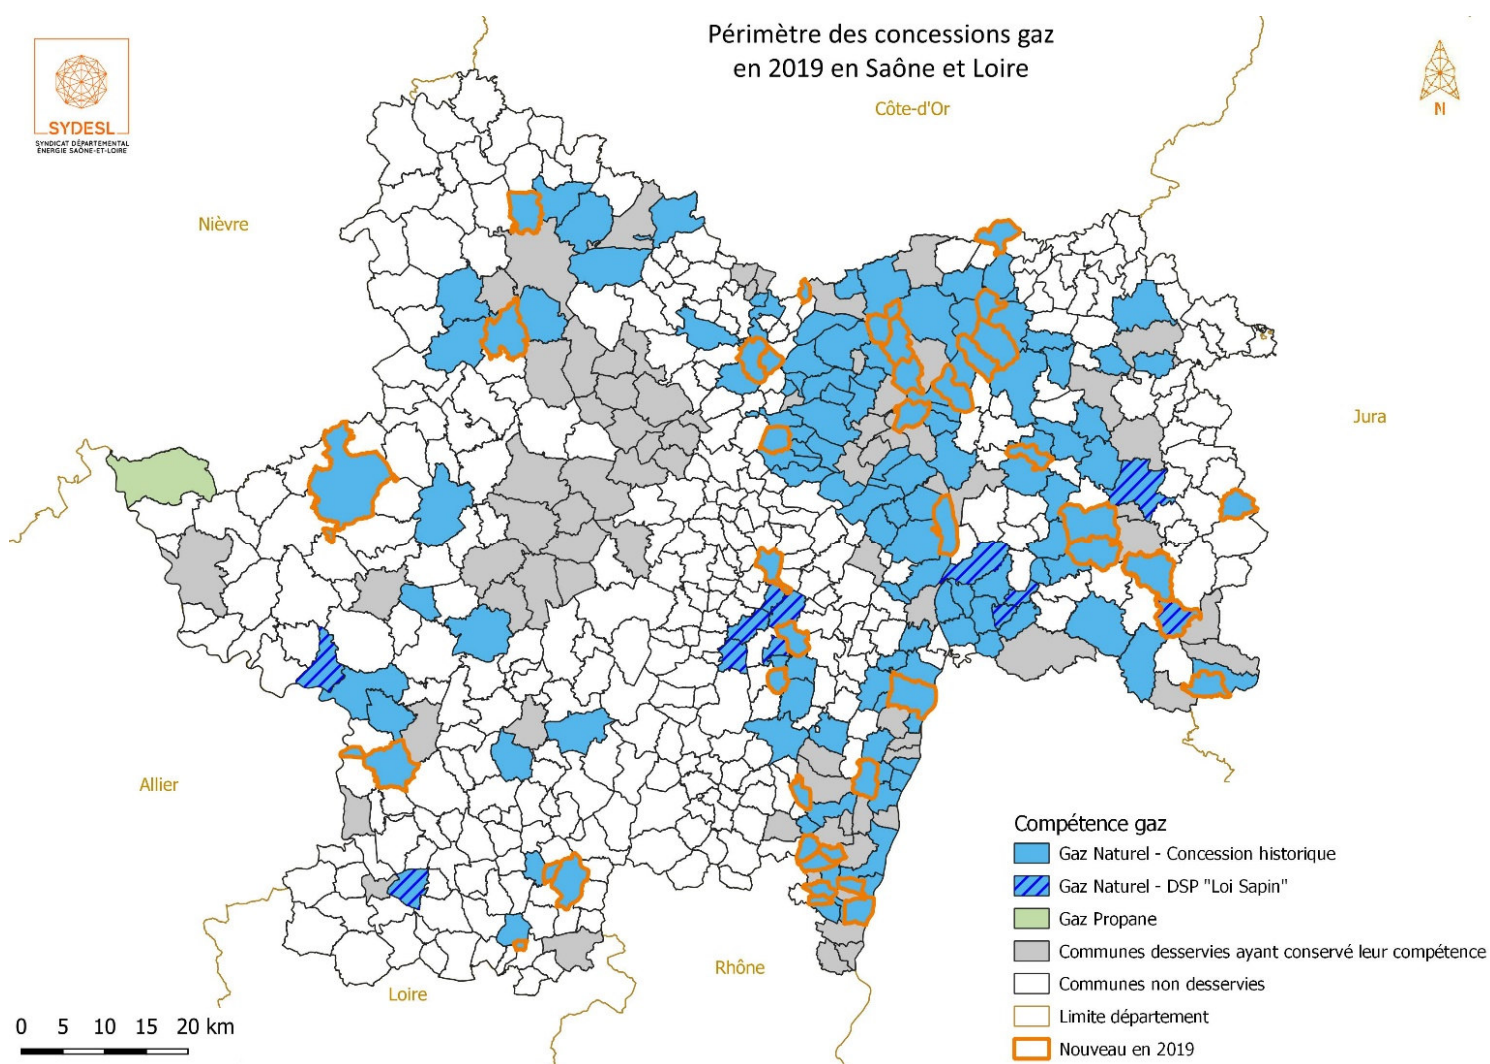 Périmètre des concessions gaz
en 2019 en Saône et Loire
SYDESL
SYNDICAT DÉPARTEMENTAL
ÉNERGIE SAÔNE-ET-LOIRE
Côte-d'Or
N
Nièvre
Jura
Allier
Rhône
Loire
Compétence gaz
Gaz Naturel - Concession historique
Gaz Naturel - DSP "Loi Sapin"
Gaz Propane
Communes desservies ayant conservé leur compétence
Communes non desservies
Limite département
Nouveau en 2019
0 5 10 15 20 km